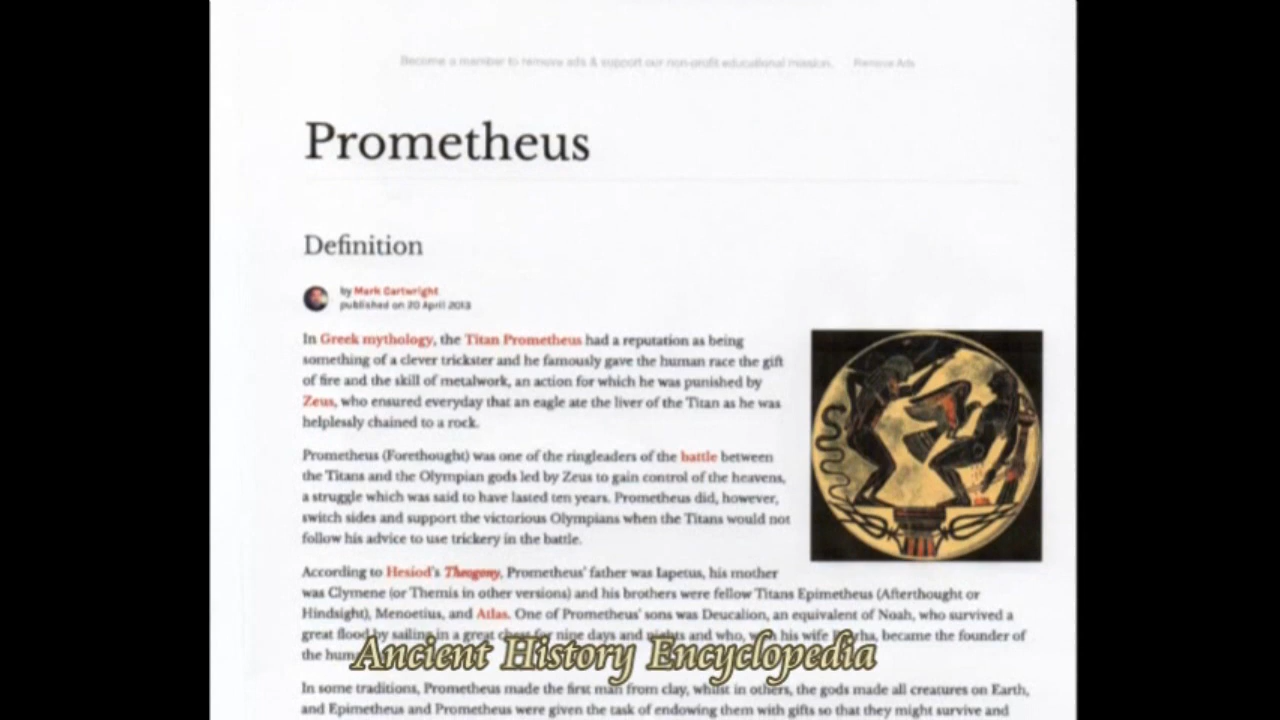 Become a member to remove ads & support our non-profit educational mission. Remove Ads
Prometheus
Definition
by Mark Cartwright
published on 20 April 2013
In Greek mythology, the Titan Prometheus had a reputation as being
something of a clever trickster and he famously gave the human race the gift
of fire and the skill of metalwork, an action for which he was punished by
Zeus, who ensured everyday that an eagle ate the liver of the Titan as he was
helplessly chained to a rock.
Prometheus (Forethought) was one of the ringleaders of the battle between
the Titans and the Olympian gods led by Zeus to gain control of the heavens,
a struggle which was said to have lasted ten years. Prometheus did, however,
switch sides and support the victorious Olympians when the Titans would not
follow his advice to use trickery in the battle.
According to Hesiod's Theogony, Prometheus' father was Iapetus, his mother
was Clymene (or Themis in other versions) and his brothers were fellow Titans Epimetheus (Afterthought or
Hindsight), Menoetius, and Atlas. One of Prometheus' sons was Deucalion, an equivalent of Noah, who survived a
great flood by sailing in a great chest for nine days and nights and who, with his wife became the founder of
the
Ancient History Encyclopedia
In some traditions, Prometheus made the first man from clay, whilst in others, the gods made all creatures on Earth,
and Epimetheus and Prometheus were given the task of endowing them with gifts so that they might survive and